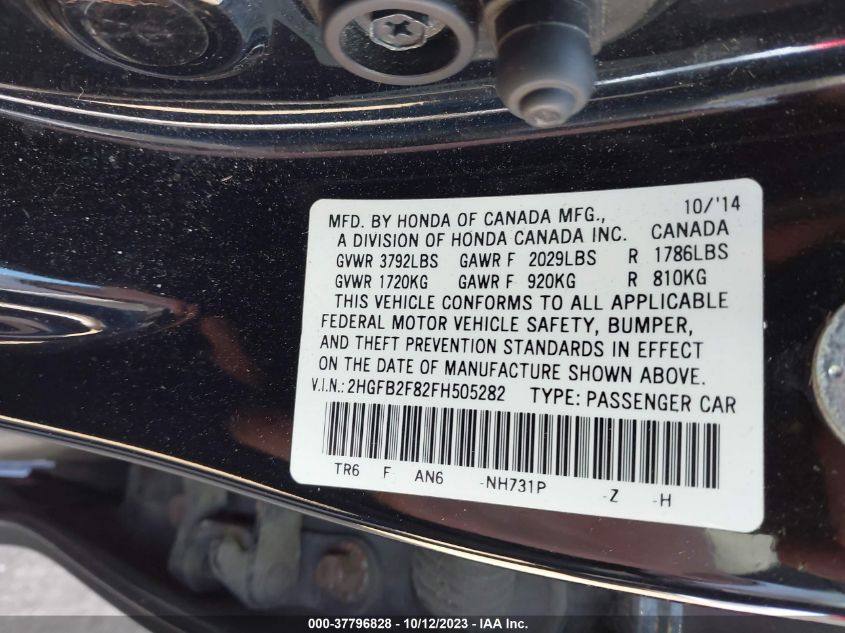 10/'14
MFD. BY HONDA OF CANADA MFG.,
A DIVISION OF HONDA CANADA INC. CANADA
GVWR 3792LBS GAWR F 2029LBS R 1786LBS
GVWR 1720KG GAWR F 920KG R 810KG
THIS VEHICLE CONFORMS TO ALL APPLICABLE
FEDERAL MOTOR VEHICLE SAFETY, BUMPER,
AND THEFT PREVENTION STANDARDS IN EFFECT
ON THE DATE OF MANUFACTURE SHOWN ABOVE.
V.I.N.: 2HGFB2F82FH505282 TYPE: PASSENGER CAR
TR6 F AN6 -NH731P -Z -H
000-37796828 - 10/12/2023 - IAA Inc.